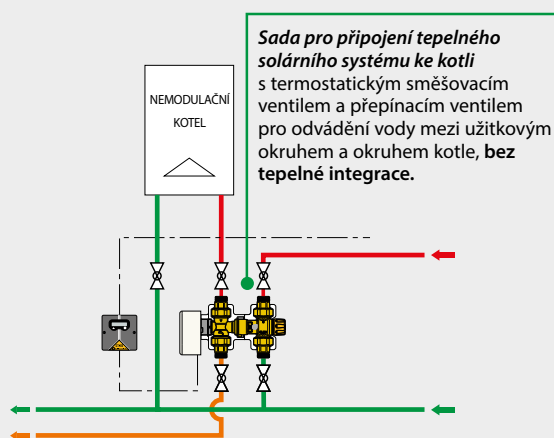 Sada pro připojení tepelného
solárního systému ke kotli
s termostatickým směšovacím
ventilem a přepínacím ventilem
pro odvádění vody mezi užitkovým
okruhem a okruhem kotle, bez
tepelné integrace.
NEMODULAČNÍ
KOTEL